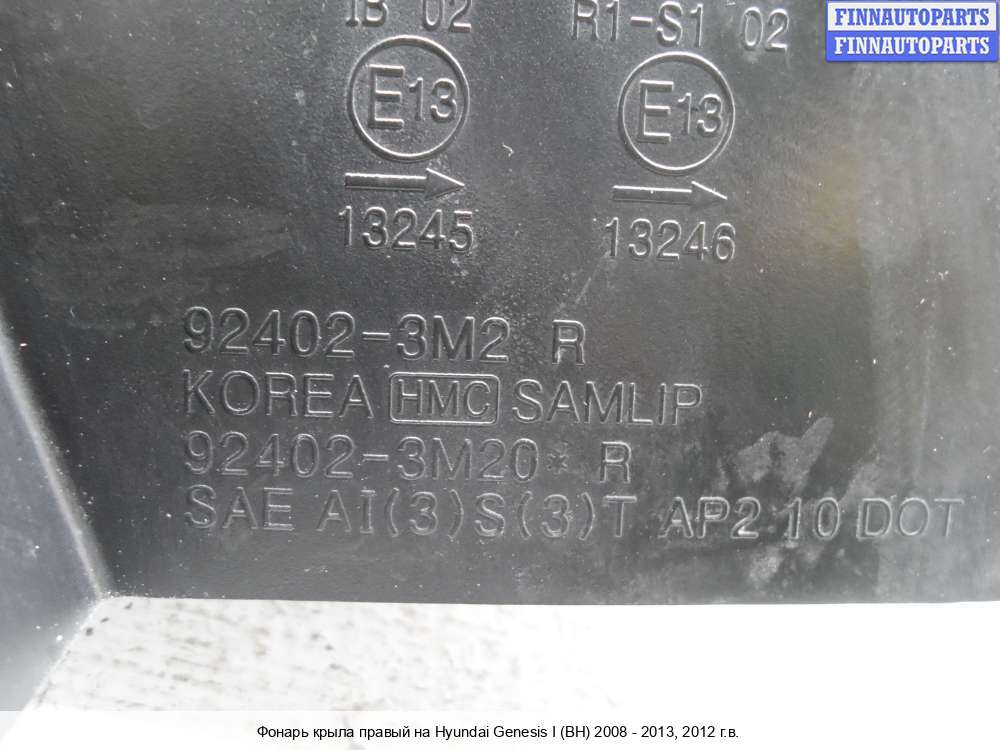 IB 02 R1-S1 02
FINNAUTOPARTS
FINNAUTOPARTS
E13 E13
13245 13246
92402-3M2 R
KOREA HMC SAMLIP
92402-3M20* R
SAE AI(3)S(3)T AP2 10 DOT
Фонарь крыла правый на Hyundai Genesis I (BH) 2008 - 2013, 2012 г.в.